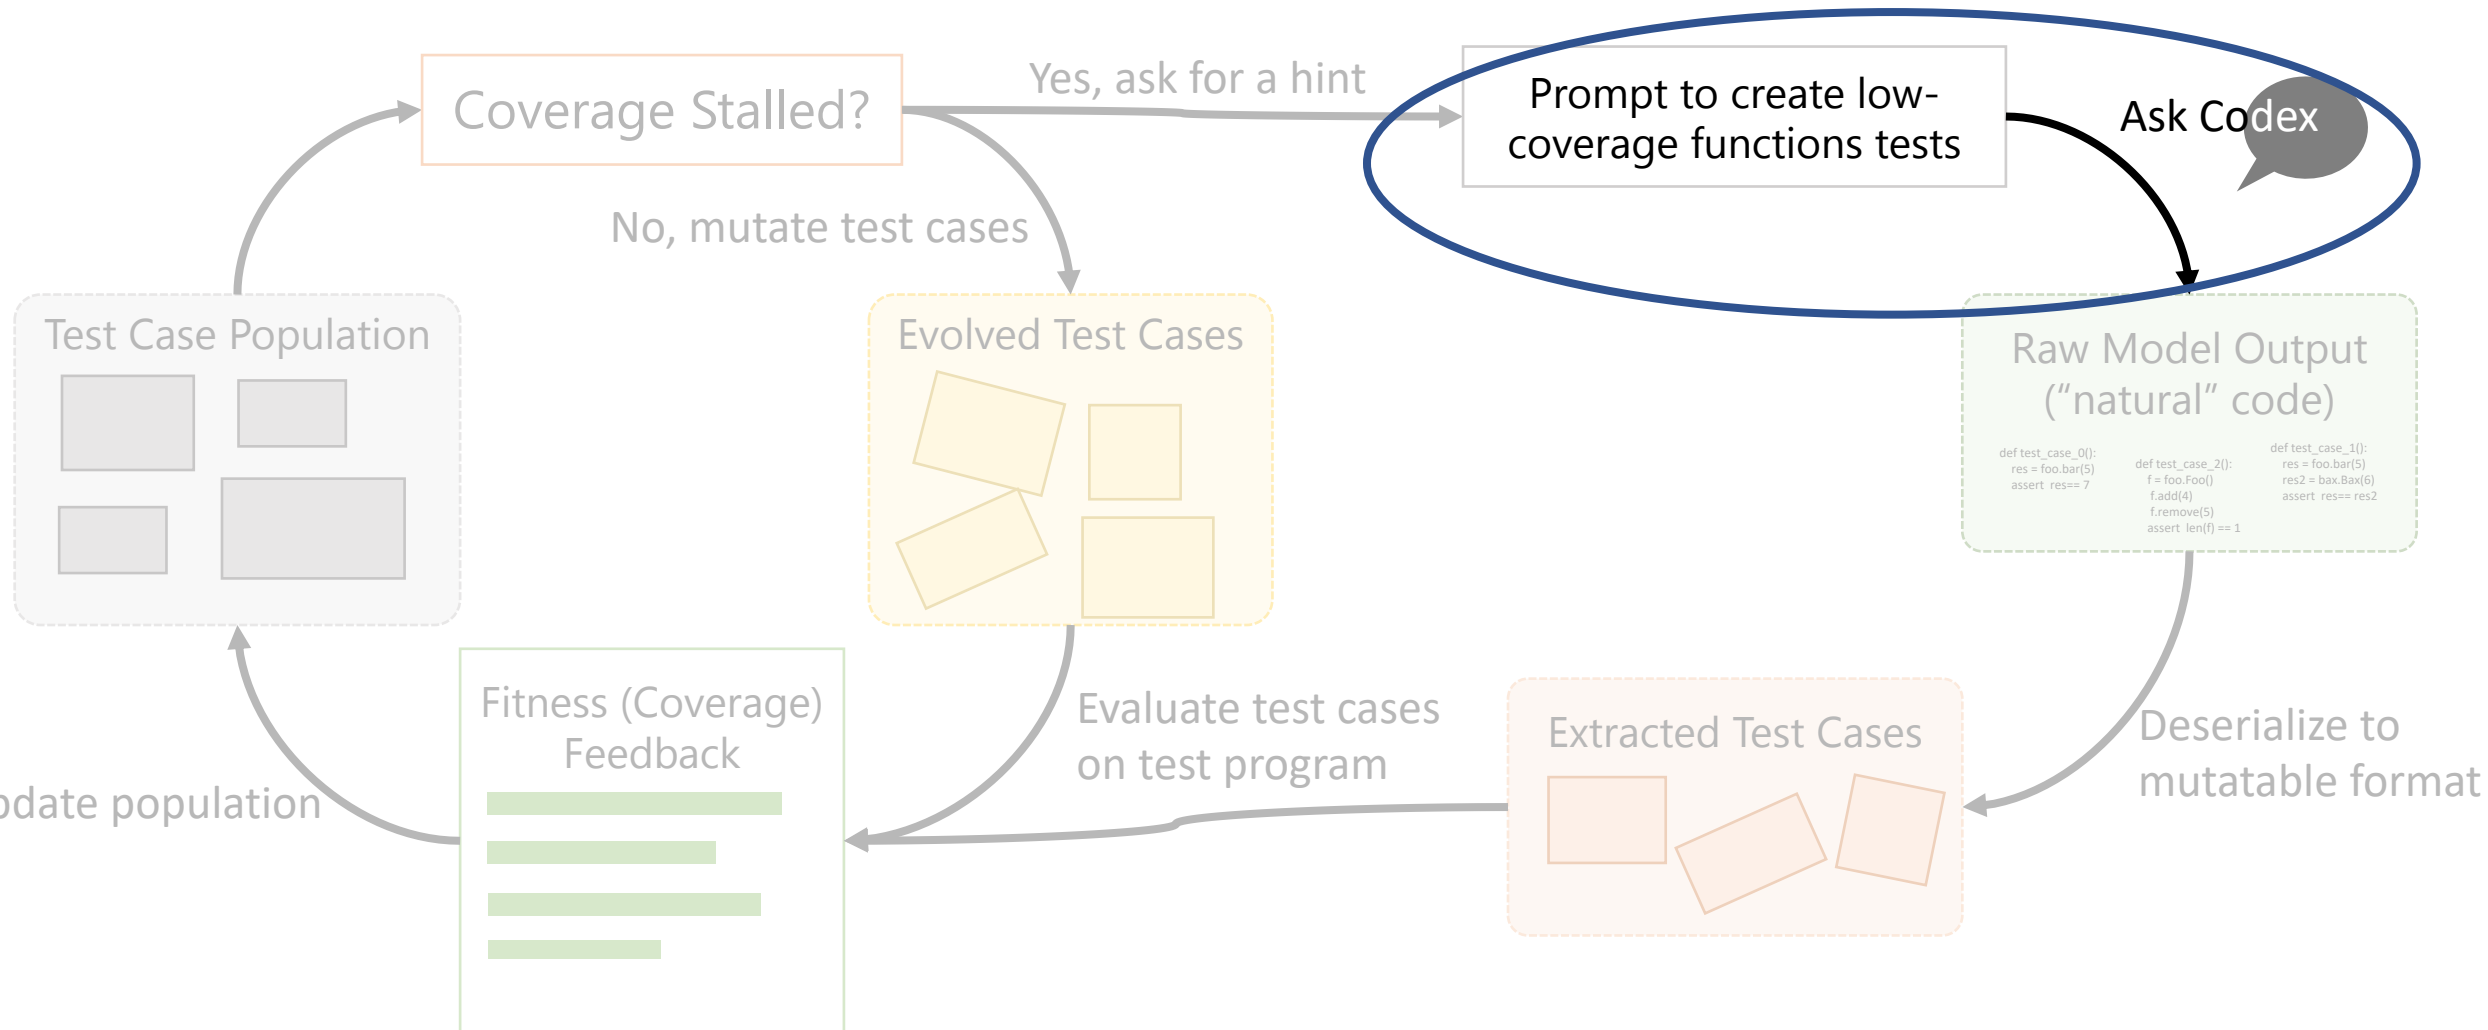 Coverage Stalled?
Yes, ask for a hint
Prompt to create low-
coverage functions tests
Ask Codex
No, mutate test cases
Test Case Population
Evolved Test Cases
Raw Model Output
(“natural” code)
def test_case_0():
res = foo.bar(5)
assert res== 7
def test_case_2():
f = foo.Foo()
f.add(4)
f.remove(5)
assert len(f) == 1
def test_case_1():
res = foo.bar(5)
res2 = bax.Bax(6)
assert res== res2
Fitness (Coverage)
Feedback
Evaluate test cases
on test program
Extracted Test Cases
Deserialize to
mutatable format
population